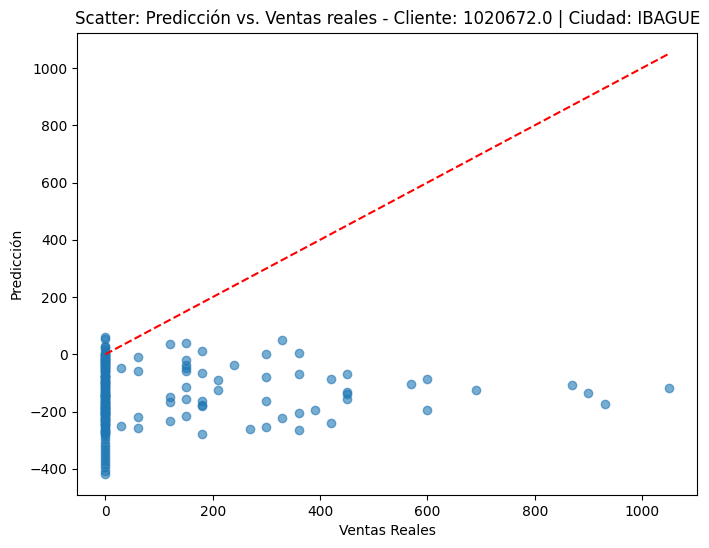 Scatter: Predicción vs. Ventas reales - Cliente: 1020672.0 | Ciudad: IBAGUE
1000
800
600
400
200
0
−200
−400
Predicción
0 200 400 600 800 1000
Ventas Reales